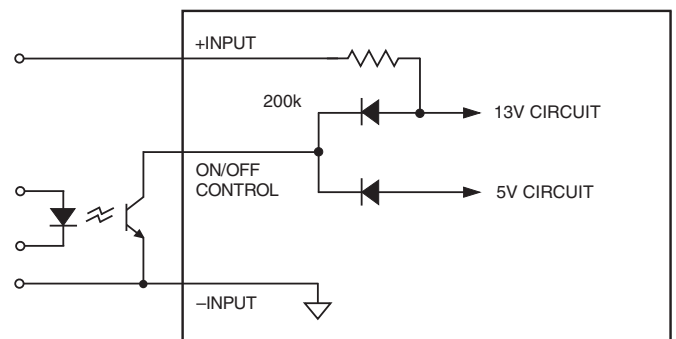 +INPUT
200k
13V CIRCUIT
ON/OFF
CONTROL
5V CIRCUIT
–INPUT